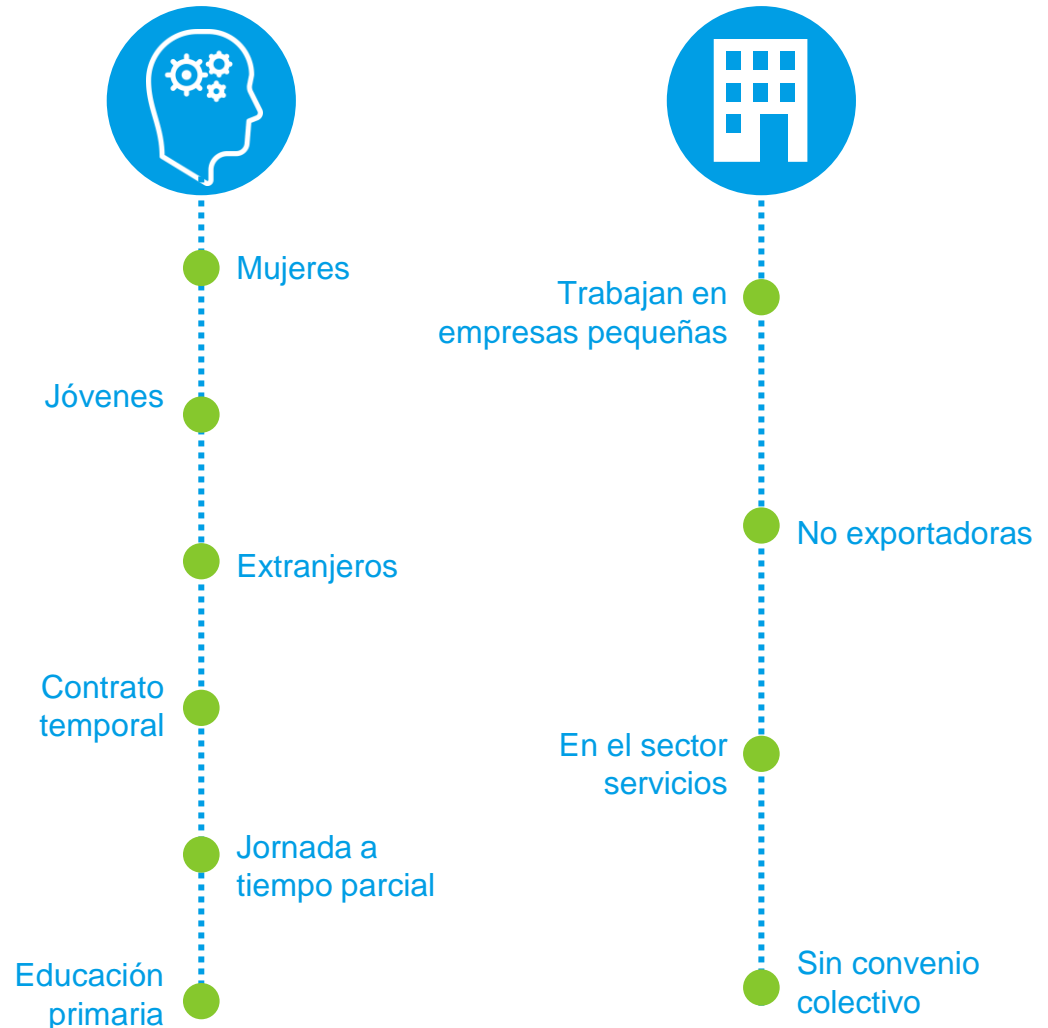 Mujeres
Jóvenes
Extranjeros
Contrato
temporal
Jornada a
tiempo parcial
Educación
primaria
Trabajan en
empresas pequeñas
No exportadoras
En el sector
servicios
Sin convenio
colectivo